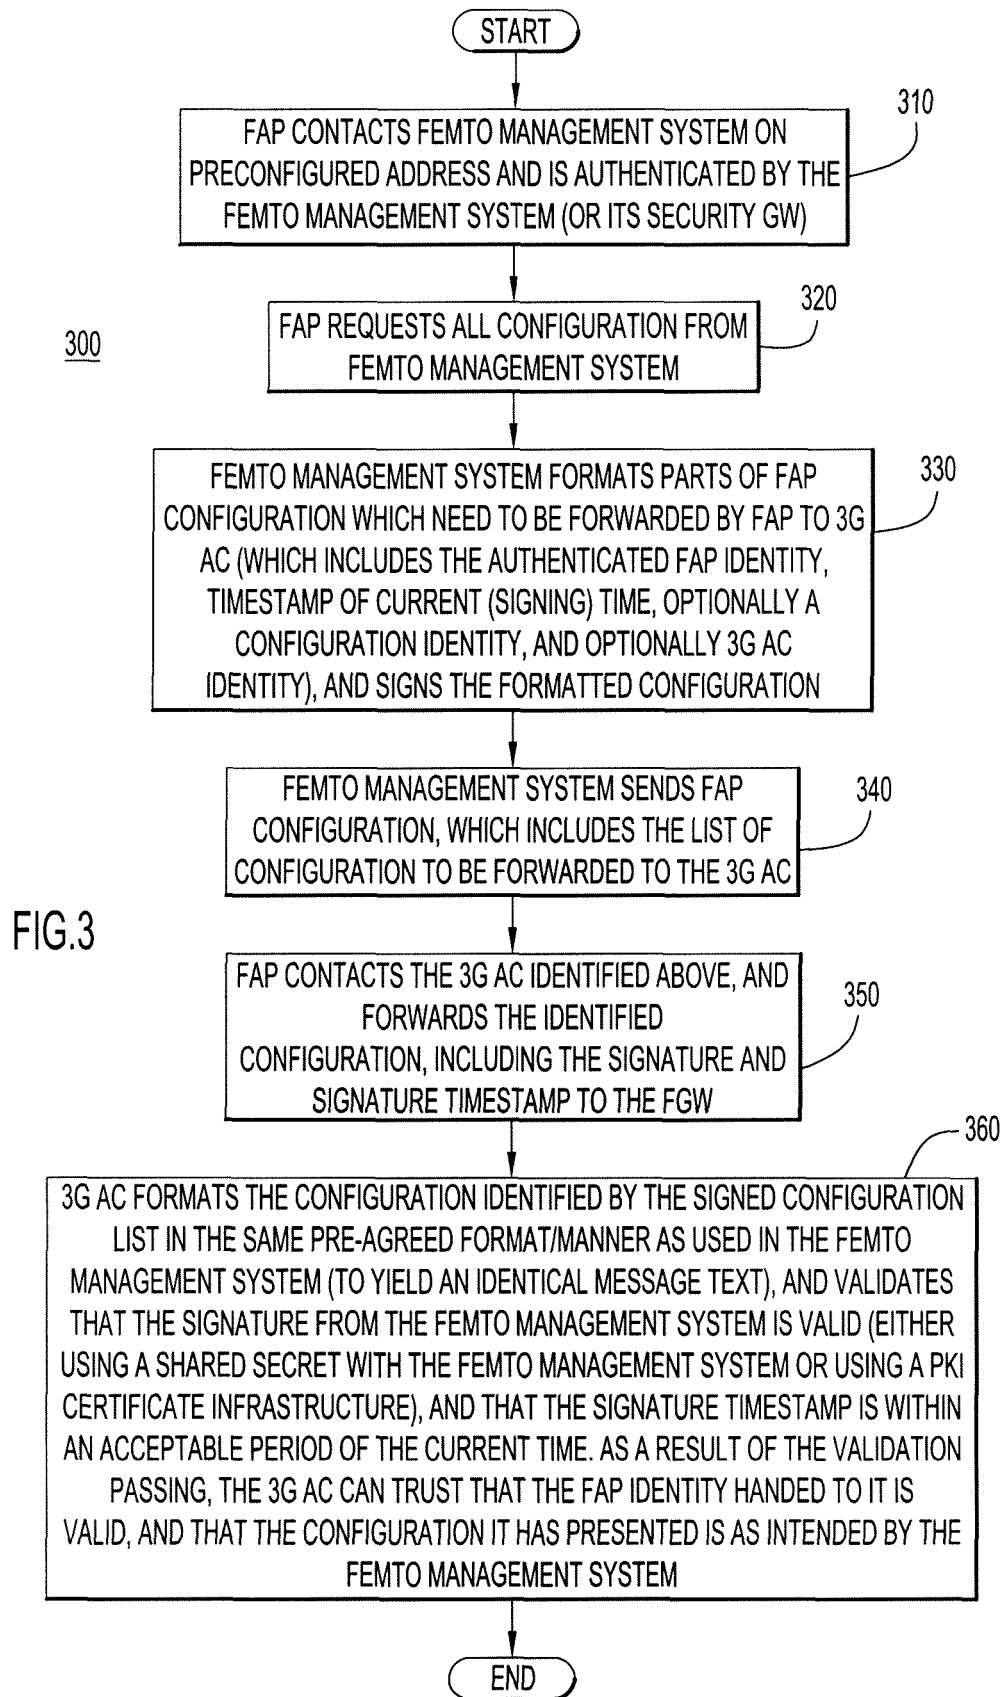 START
310
FAP CONTACTS FEMTO MANAGEMENT SYSTEM ON
PRECONFIGURED ADDRESS AND IS AUTHENTICATED BY THE
FEMTO MANAGEMENT SYSTEM (OR ITS SECURITY GW)
320
FAP REQUESTS ALL CONFIGURATION FROM
FEMTO MANAGEMENT SYSTEM
300
330
FEMTO MANAGEMENT SYSTEM FORMATS PARTS OF FAP
CONFIGURATION WHICH NEED TO BE FORWARDED BY FAP TO 3G
AC (WHICH INCLUDES THE AUTHENTICATED FAP IDENTITY,
TIMESTAMP OF CURRENT (SIGNING) TIME, OPTIONALLY A
CONFIGURATION IDENTITY, AND OPTIONALLY 3G AC
IDENTITY), AND SIGNS THE FORMATTED CONFIGURATION
340
FEMTO MANAGEMENT SYSTEM SENDS FAP
CONFIGURATION, WHICH INCLUDES THE LIST OF
CONFIGURATION TO BE FORWARDED TO THE 3G AC
FIG.3
350
FAP CONTACTS THE 3G AC IDENTIFIED ABOVE, AND
FORWARDS THE IDENTIFIED
CONFIGURATION, INCLUDING THE SIGNATURE AND
SIGNATURE TIMESTAMP TO THE FGW
360
3G AC FORMATS THE CONFIGURATION IDENTIFIED BY THE SIGNED CONFIGURATION
LIST IN THE SAME PRE-AGREED FORMAT/MANNER AS USED IN THE FEMTO
MANAGEMENT SYSTEM (TO YIELD AN IDENTICAL MESSAGE TEXT), AND VALIDATES
THAT THE SIGNATURE FROM THE FEMTO MANAGEMENT SYSTEM IS VALID (EITHER
USING A SHARED SECRET WITH THE FEMTO MANAGEMENT SYSTEM OR USING A PKI
CERTIFICATE INFRASTRUCTURE), AND THAT THE SIGNATURE TIMESTAMP IS WITHIN
AN ACCEPTABLE PERIOD OF THE CURRENT TIME. AS A RESULT OF THE VALIDATION
PASSING, THE 3G AC CAN TRUST THAT THE FAP IDENTITY HANDED TO IT IS
VALID, AND THAT THE CONFIGURATION IT HAS PRESENTED IS AS INTENDED BY THE
FEMTO MANAGEMENT SYSTEM
END